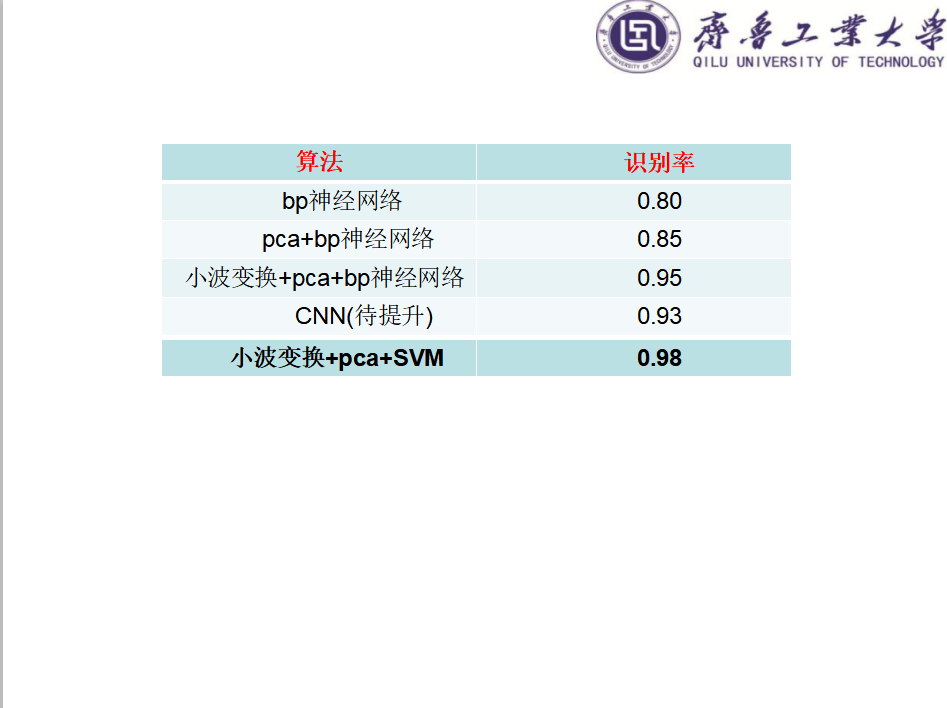 齊魯工業大學
QILU UNIVERSITY OF TECHNOLOGY
算法 识别率
bp神经网络 0.80
pca+bp神经网络 0.85
小波变换+pca+bp神经网络 0.95
CNN(待提升) 0.93
小波变换+pca+SVM 0.98